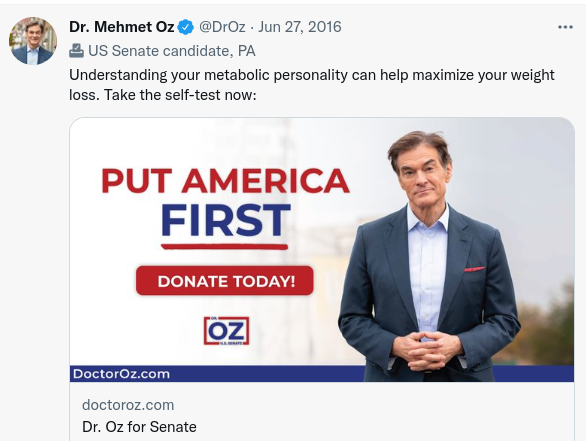 Dr. Mehmet Oz @DrOz · Jun 27, 2016
US Senate candidate, PA
Understanding your metabolic personality can help maximize your weight
loss. Take the self-test now:
PUT AMERICA
FIRST
DONATE TODAY!
DR.
OZ
U.S. SENATE
DoctorOz.com
doctoroz.com
Dr. Oz for Senate